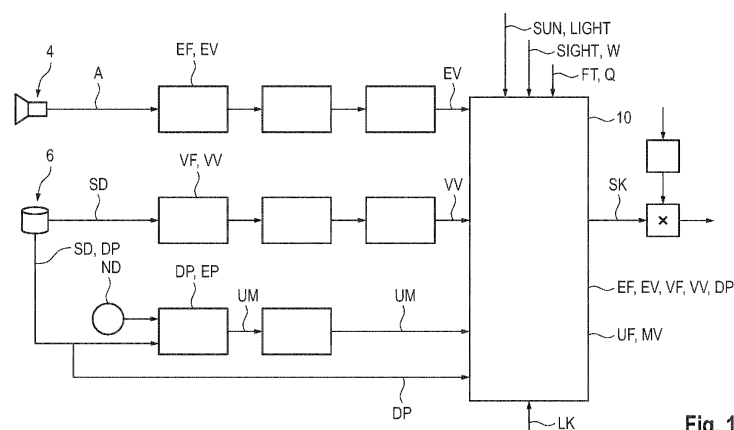 SUN, LIGHT
SIGHT, W
FT, Q
4
A
EF, EV
EV
10
6
SD
VF, VV
VV
SK
×
SD, DP
ND
DP, EP
UM
UM
EF, EV, VF, VV, DP
UF, MV
DP
LK
Fig. 1